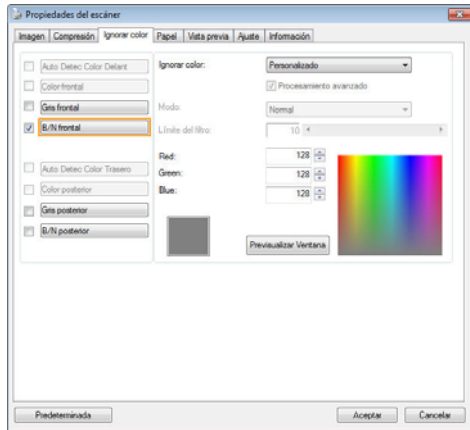 Propiedades del escáner
Imagen Compresión Ignorar color Papel Vista previa Ajuste Información
Auto Detec Color Delant
Color frontal
Gris frontal
B/N frontal
Auto Detec Color Trasero
Color posterior
Gris posterior
B/N posterior
Ignorar color: Personalizado
Procesamiento avanzado
Modo: Normal
Límite del filtro: 10
Red: 128
Green: 128
Blue: 128
Previsualizar Ventana
Predeterminada Aceptar Cancelar